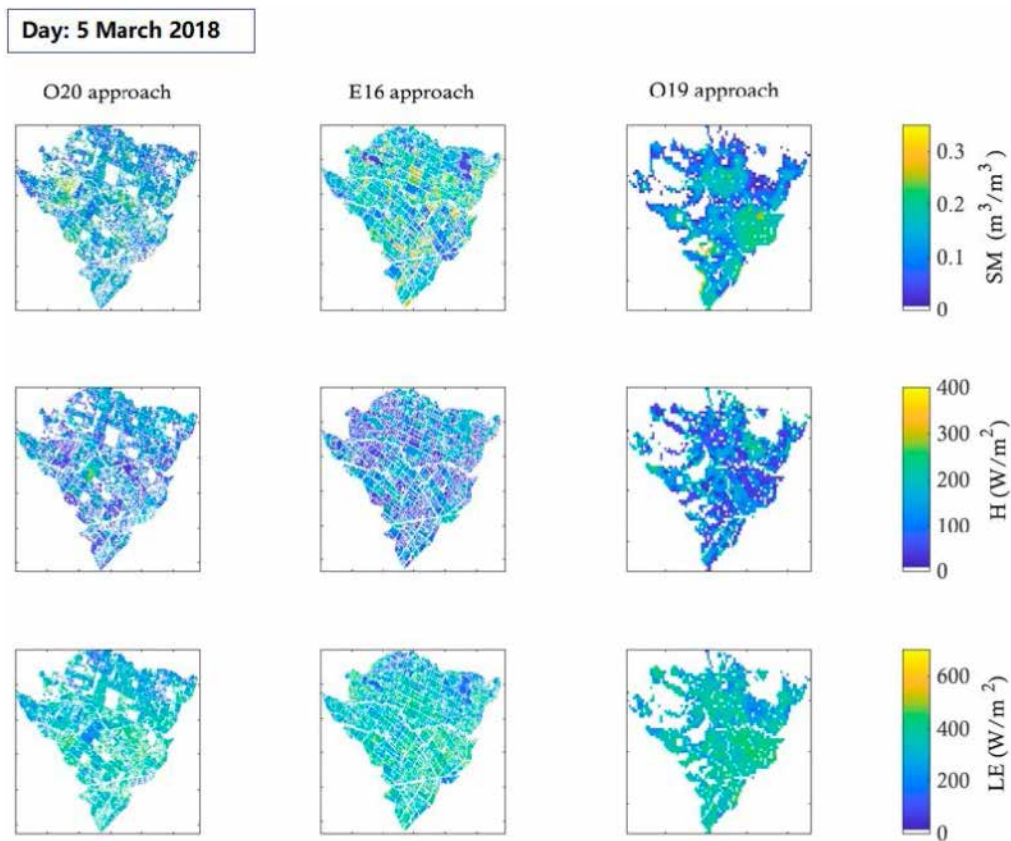 Day: 5 March 2018
O20 approach
E16 approach
O19 approach
0.3
0.2
0.1
0
SM (m³/m³)
400
300
200
100
0
H (W/m²)
600
400
200
0
LE (W/m²)